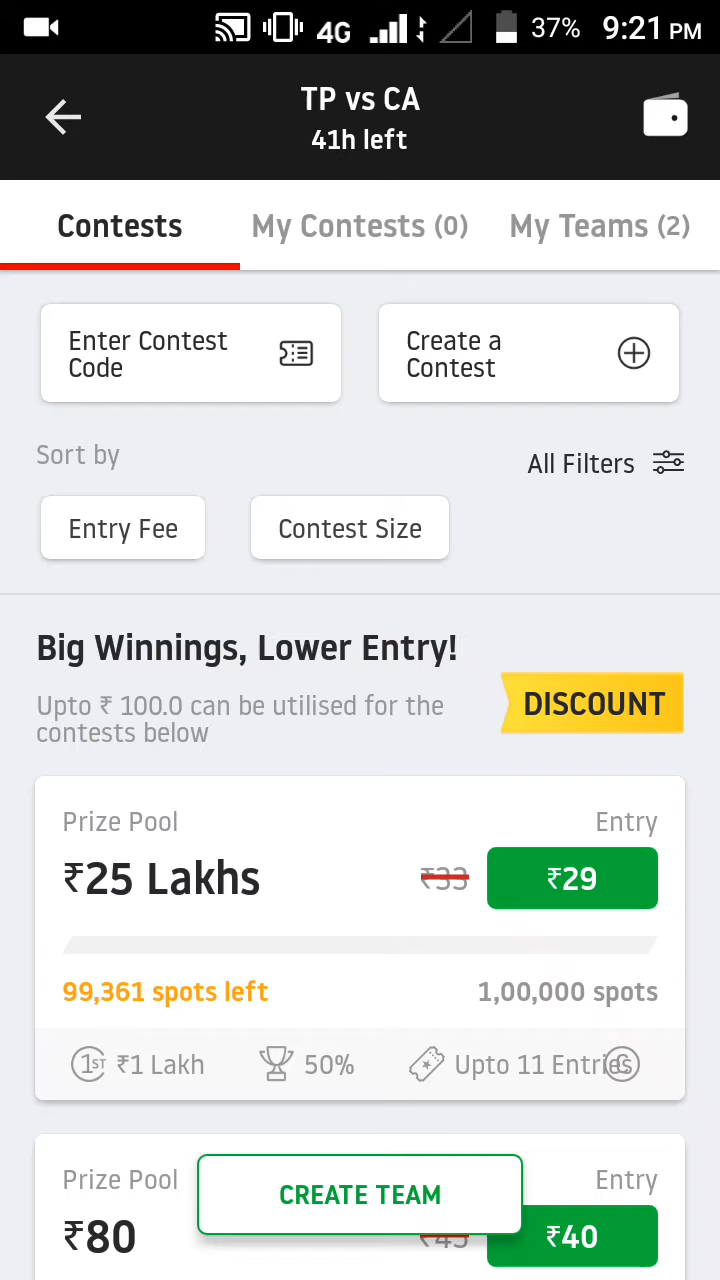 4G 37% 9:21 PM
TP vs CA
41h left
Contests My Contests (0) My Teams (2)
Enter Contest
Code
Create a
Contest
Sort by
All Filters
Entry Fee Contest Size
Big Winnings, Lower Entry!
Upto ₹ 100.0 can be utilised for the
contests below
DISCOUNT
Prize Pool Entry
₹25 Lakhs ₹33 ₹29
99,361 spots left 1,00,000 spots
1ST ₹1 Lakh 50% Upto 11 Entries C
Prize Pool Entry
CREATE TEAM
₹80 ₹45 ₹40